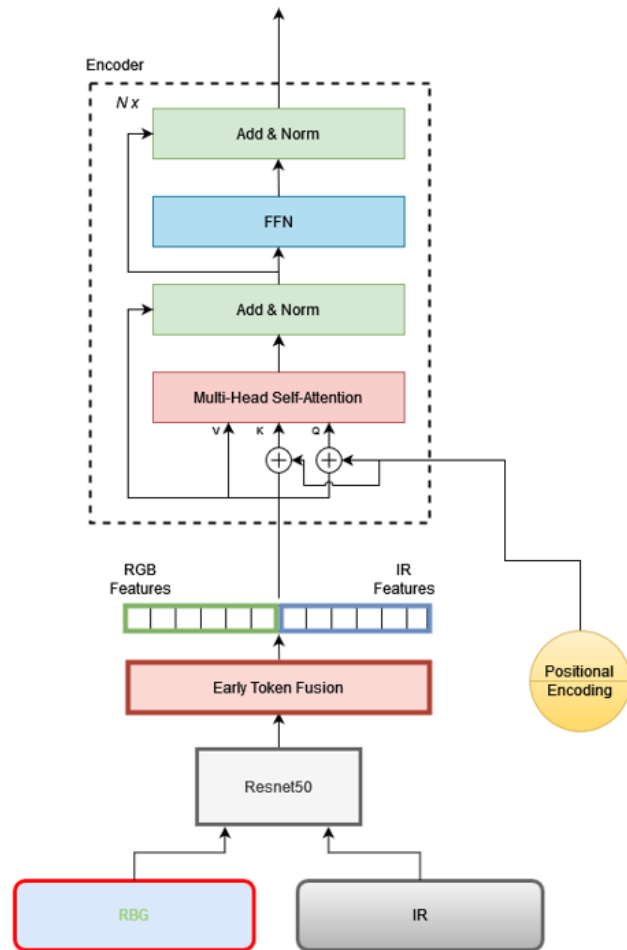 Encoder
N x
Add & Norm
FFN
Add & Norm
Multi-Head Self-Attention
V
K
Q
RGB
Features
IR
Features
Early Token Fusion
Positional
Encoding
Resnet50
RBG
IR